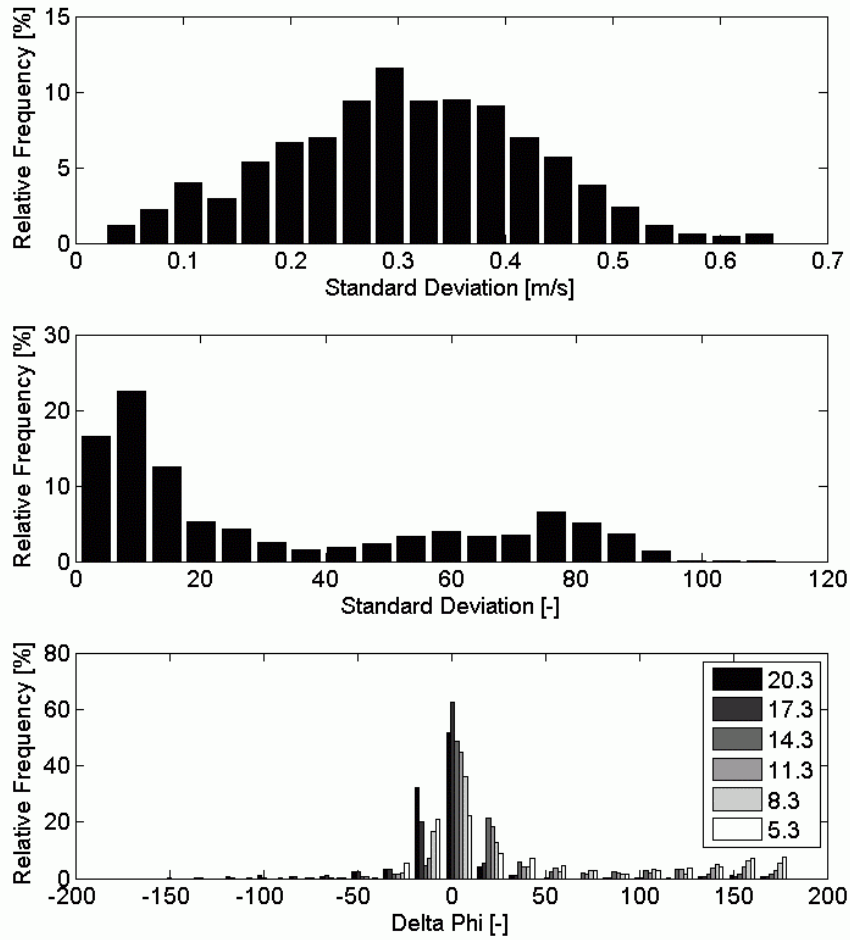 15
10
5
0
Relative Frequency [%]
0 0.1 0.2 0.3 0.4 0.5 0.6 0.7
Standard Deviation [m/s]
30
20
10
0
Relative Frequency [%]
0 20 40 60 80 100 120
Standard Deviation [-]
80
60
40
20
0
Relative Frequency [%]
20.3
17.3
14.3
11.3
8.3
5.3
-200 -150 -100 -50 0 50 100 150 200
Delta Phi [-]